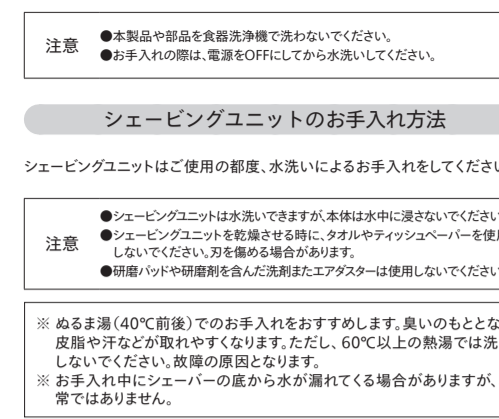 注意
●本製品や部品を食器洗浄機で洗わないでください。
●お手入れの際は、電源をOFFにしてから水洗いしてください。
シェービングユニットのお手入れ方法
シェービングユニットはご使用の都度、水洗いによるお手入れをしてくださ
注意
●シェービングユニットは水洗いできますが、本体は水中に浸さないでください
●シェービングユニットを乾燥させる時に、タオルやティッシュペーパーを使
しないでください。刃を傷める場合があります。
●研磨パッドや研磨剤を含んだ洗剤またエアダスターは使用しないでください
※ ぬるま湯（40℃前後）でのお手入れをおすすめします。臭いのもととな
皮脂や汗などが取れやすくなります。ただし、60℃以上の熱湯では洗
しないでください。故障の原因となります。
※ お手入れ中にシェーバーの底から水が漏れてくる場合がありますが、
常ではありません。